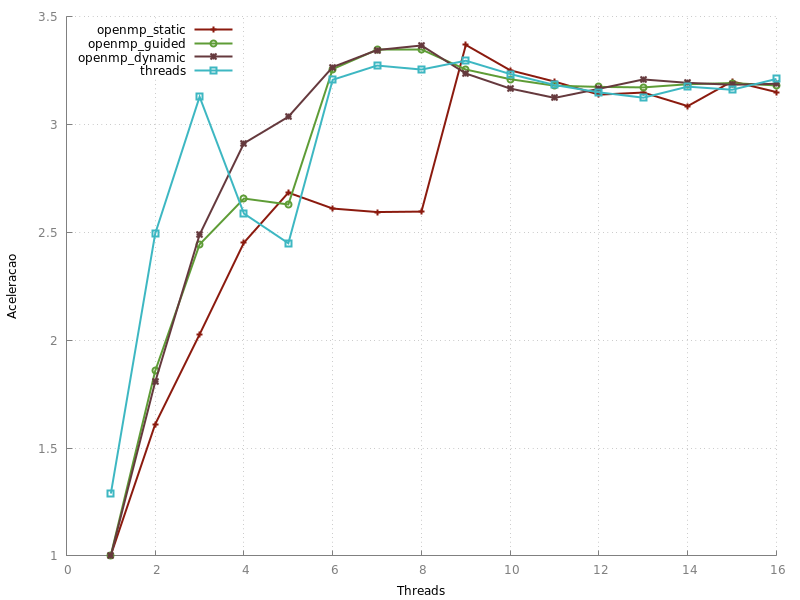 3.5
openmp_static
openmp_guided
openmp_dynamic
threads
3
2.5
Aceleracao
2
1.5
1
0 2 4 6 8 10 12 14 16
Threads